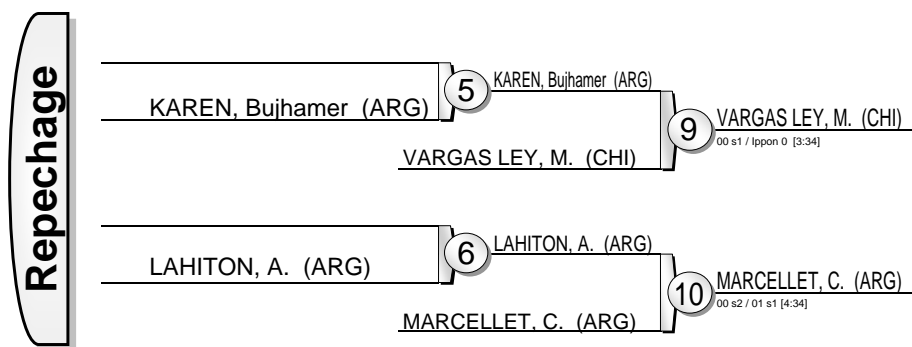 Repechage
KAREN, Bujhamer (ARG)
5
KAREN, Bujhamer (ARG)
VARGAS LEY, M. (CHI)
9
VARGAS LEY, M. (CHI)
00 s1 / Ippon 0 [3:34]
LAHITON, A. (ARG)
6
LAHITON, A. (ARG)
MARCELLET, C. (ARG)
10
MARCELLET, C. (ARG)
00 s2 / 01 s1 [4:34]